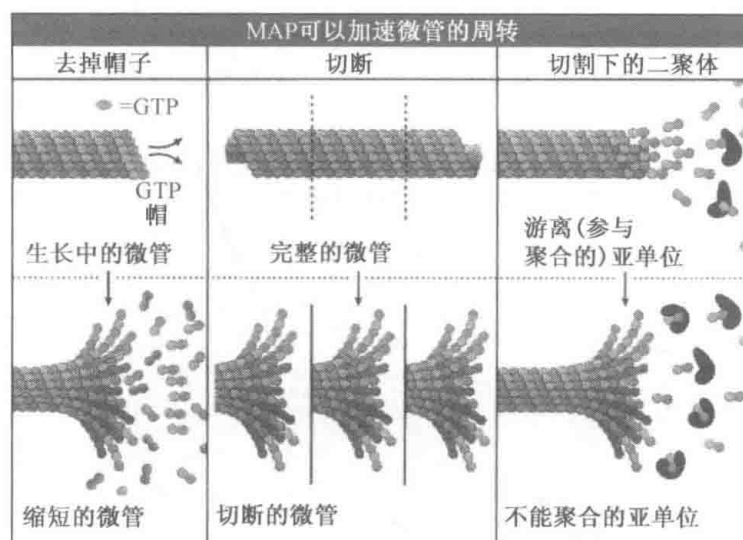 MAP可以加速微管的周转
去掉帽子
切断
切割下的二聚体
=GTP
GTP
帽
生长中的微管
完整的微管
游离(参与
聚合的)亚单位
缩短的微管
切断的微管
不能聚合的亚单位